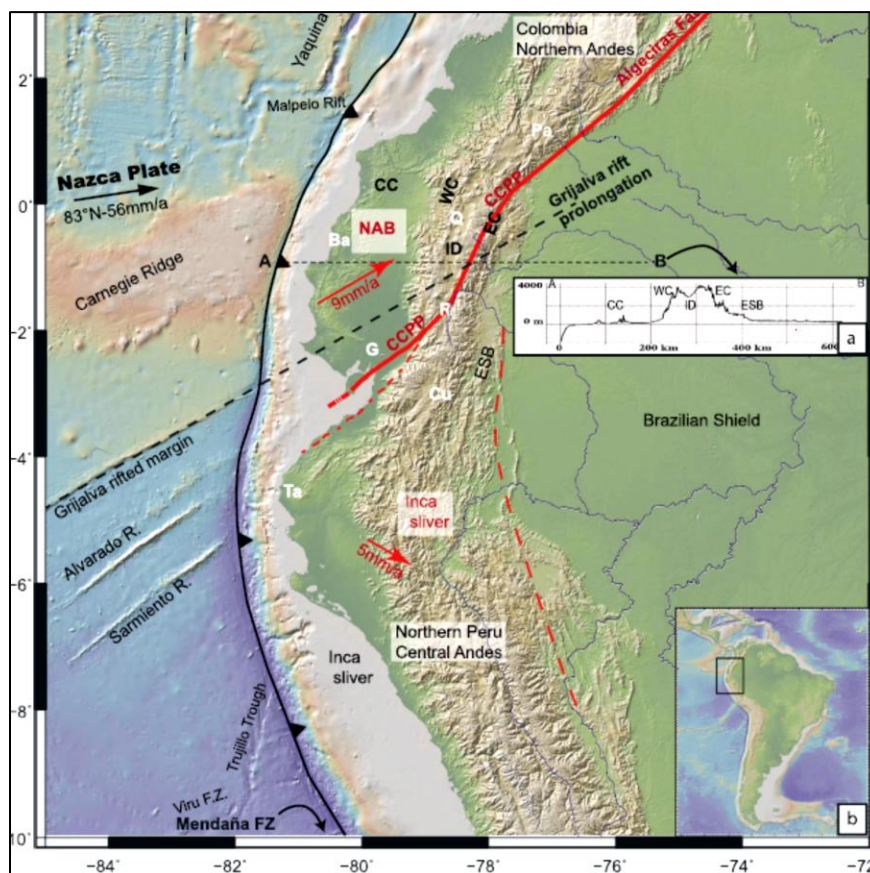 Colombia
Northern Andes
Yaquina
Algeciras Fau
Malpelo Rift
2°
Pa
Nazca Plate
83°N-56mm/a
CC
WC
CCPP
Grijalva rift
prolongation
0°
NAB
Ba
Q
EC
ID
A
B
Carnegie Ridge
9mm/a
A
B
4000
WC
EC
CC
ID
ESB
0 m
0
200 km
400 km
600
a
−2°
CCPP
R
G
ESB
Cu
Brazilian Shield
−4°
Grijalva rifted margin
Ta
Inca
sliver
Alvarado R.
5mm/a
−6°
Sarmiento R.
Northern Peru
Central Andes
Inca
sliver
−8°
Trujillo Trough
Viru F.Z.
Mendaña FZ
b
10°
−84°
−82°
−80°
−78°
−76°
−74°
−72